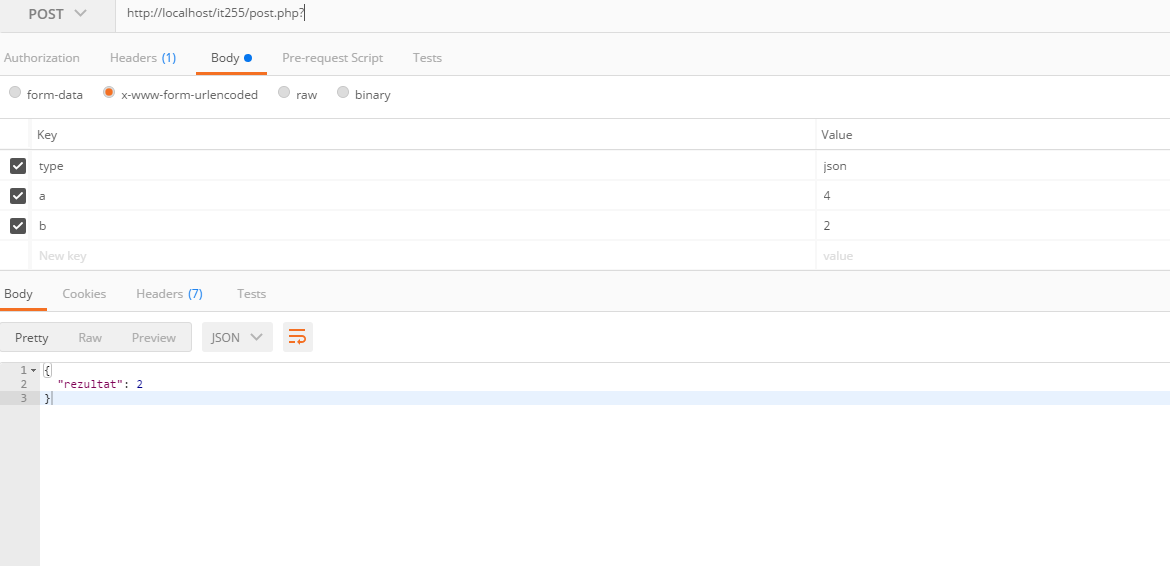 POST http://localhost/it255/post.php?
Authorization Headers (1) Body Pre-request Script Tests
form-data x-www-form-urlencoded raw binary
Key Value
type json
a 4
b 2
New key value
Body Cookies Headers (7) Tests
Pretty Raw Preview JSON
1 {
2 "rezultat": 2
3 }